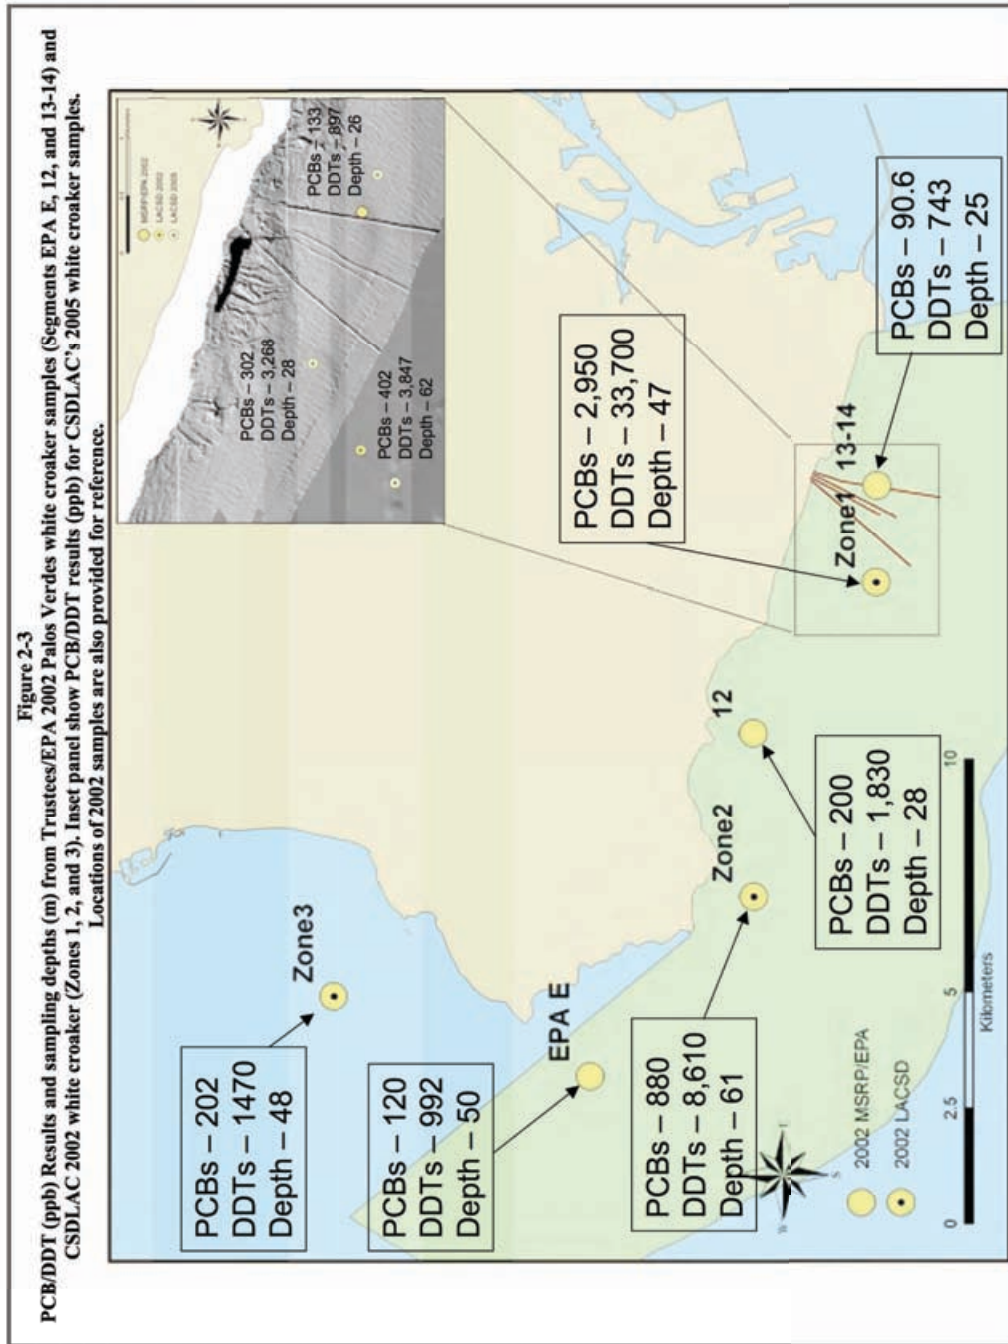 Figure 2-3
PCB/DDT (ppb) Results and sampling depths (m) from Trustees/EPA 2002 Palos Verdes white croaker samples (Segments EPA E, 12, and 13-14) and
CSDLAC 2002 white croaker (Zones 1, 2, and 3). Inset panel show PCB/DDT results (ppb) for CSDLAC's 2005 white croaker samples.
Locations of 2002 samples are also provided for reference.
PCBs – 202
DDTs – 1470
Depth – 48
Zone3
PCBs – 120
DDTs – 992
Depth – 50
EPA E
PCBs – 880
DDTs – 8,610
Depth – 61
Zone2
12
PCBs – 200
DDTs – 1,830
Depth – 28
PCBs – 2,950
DDTs – 33,700
Depth – 47
Zone1
13-14
PCBs – 90.6
DDTs – 743
Depth – 25
MSRP/EPA 2002
LACSD 2002
LACSD 2005
PCBs – 302
DDTs – 3,268
Depth – 28
PCBs – 402
DDTs – 3,847
Depth – 62
PCBs – 133
DDTs – 897
Depth – 26
W
S
2002 MSRP/EPA
2002 LACSD
0 2.5 5 10
Kilometers